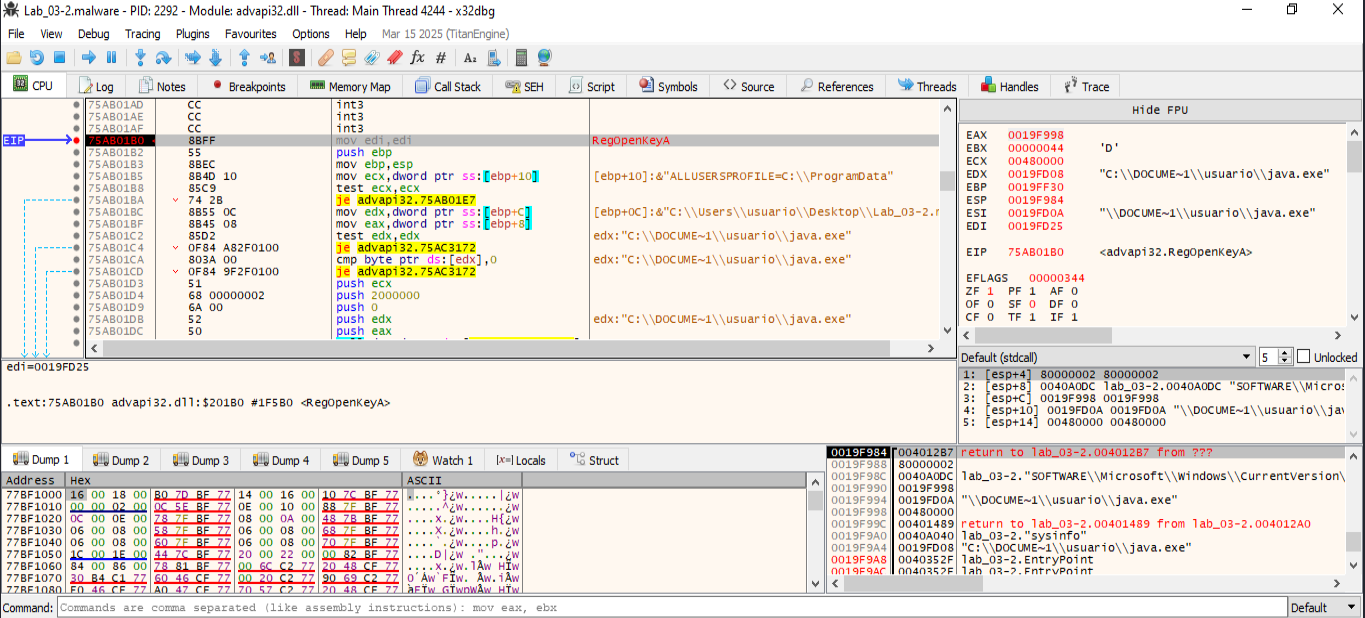 Lab_03-2.malware - PID: 2292 - Module: advapi32.dll - Thread: Main Thread 4244 - x32dbg
File View Debug Tracing Plugins Favourites Options Help Mar 15 2025 (TitanEngine)
CPU Log Notes Breakpoints Memory Map Call Stack SEH Script Symbols Source References Threads Handles Trace
75AB01AD CC int3
75AB01AE CC int3
75AB01AF CC int3
EIP 75AB01B0 8BFF mov edi,edi RegOpenKeyA
75AB01B2 55 push ebp
75AB01B3 8BEC mov ebp,esp
75AB01B5 8B4D 10 mov ecx,dword ptr ss:[ebp+10] [ebp+10]:&"ALLUSERSPROFILE=C:\\ProgramData"
75AB01B8 85C9 test ecx,ecx
75AB01BA 74 2B je advapi32.75AB01E7
75AB01BC 8B55 0C mov edx,dword ptr ss:[ebp+C] [ebp+0C]:&"C:\\Users\\usuario\\Desktop\\Lab_03-2.m
75AB01BF 8B45 08 mov eax,dword ptr ss:[ebp+8]
75AB01C2 85D2 test edx,edx edx:"C:\\DOCUME~1\\usuario\\java.exe"
75AB01C4 0F84 A82F0100 je advapi32.75AC3172
75AB01CA 803A 00 cmp byte ptr ds:[edx],0 edx:"C:\\DOCUME~1\\usuario\\java.exe"
75AB01CD 0F84 9F2F0100 je advapi32.75AC3172
75AB01D3 51 push ecx
75AB01D4 68 00000002 push 2000000
75AB01D9 6A 00 push 0
75AB01DB 52 push edx edx:"C:\\DOCUME~1\\usuario\\java.exe"
75AB01DC 50 push eax
Hide FPU
EAX 0019F998
EBX 00000044 'D'
ECX 00480000
EDX 0019FD08 "C:\\DOCUME~1\\usuario\\java.exe"
EBP 0019FF30
ESP 0019F984
ESI 0019FD0A "\\DOCUME~1\\usuario\\java.exe"
EDI 0019FD25
EIP 75AB01B0 <advapi32.RegOpenKeyA>
EFLAGS 00000344
ZF 1 PF 1 AF 0
OF 0 SF 0 DF 0
CF 0 TF 1 IF 1
Default (stdcall) 5 Unlocked
1: [esp+4] 80000002 80000002
2: [esp+8] 0040A0DC lab_03-2.0040A0DC "SOFTWARE\\Micros
3: [esp+C] 0019F998 0019F998
4: [esp+10] 0019FD0A 0019FD0A "\\DOCUME~1\\usuario\\jav
5: [esp+14] 00480000 00480000
edi=0019FD25
.text:75AB01B0 advapi32.dll:$201B0 #1F5B0 <RegOpenKeyA>
Dump 1 Dump 2 Dump 3 Dump 4 Dump 5 Watch 1 [x=] Locals Struct
Address Hex ASCII
77BF1000 16 00 18 00 B0 7D BF 77 14 00 16 00 10 7C BF 77 ....°}¿w.....|¿w
77BF1010 00 00 02 00 0C 5E BF 77 0E 00 10 00 88 7F BF 77 .....^¿w......¿w
77BF1020 0C 00 0E 00 78 7F BF 77 08 00 0A 00 48 7B BF 77 ....x.¿w....H{¿w
77BF1030 06 00 08 00 58 7F BF 77 06 00 08 00 68 7F BF 77
77BF1040 06 00 08 00 60 7F BF 77 06 00 08 00 70 7F BF 77
77BF1050 1C 00 1E 00 44 7C BF 77 20 00 22 00 00 82 BF 77
77BF1060 84 00 86 00 78 81 BF 77 00 6C C2 77 20 48 CF 77
77BF1070 30 B4 C1 77 60 46 CF 77 00 20 C2 77 90 69 C2 77
77BF1080
0019F984 004012B7 return to lab_03-2.004012B7 from ???
0019F988 80000002
0019F98C 0040A0DC lab_03-2."SOFTWARE\\Microsoft\\Windows\\CurrentVersion\
0019F990 0019F998
0019F994 0019FD0A "\\DOCUME~1\\usuario\\java.exe"
0019F998 00480000
0019F99C 00401489 return to lab_03-2.00401489 from lab_03-2.004012A0
0019F9A0 0040A040 lab_03-2."sysinfo"
0019F9A4 0019FD08 "C:\\DOCUME~1\\usuario\\java.exe"
0019F9A8 0040352F lab_03-2.EntryPoint
0019F9AC 0040352F lab_03-2.EntryPoint
Command: Commands are comma separated (like assembly instructions): mov eax, ebx Default